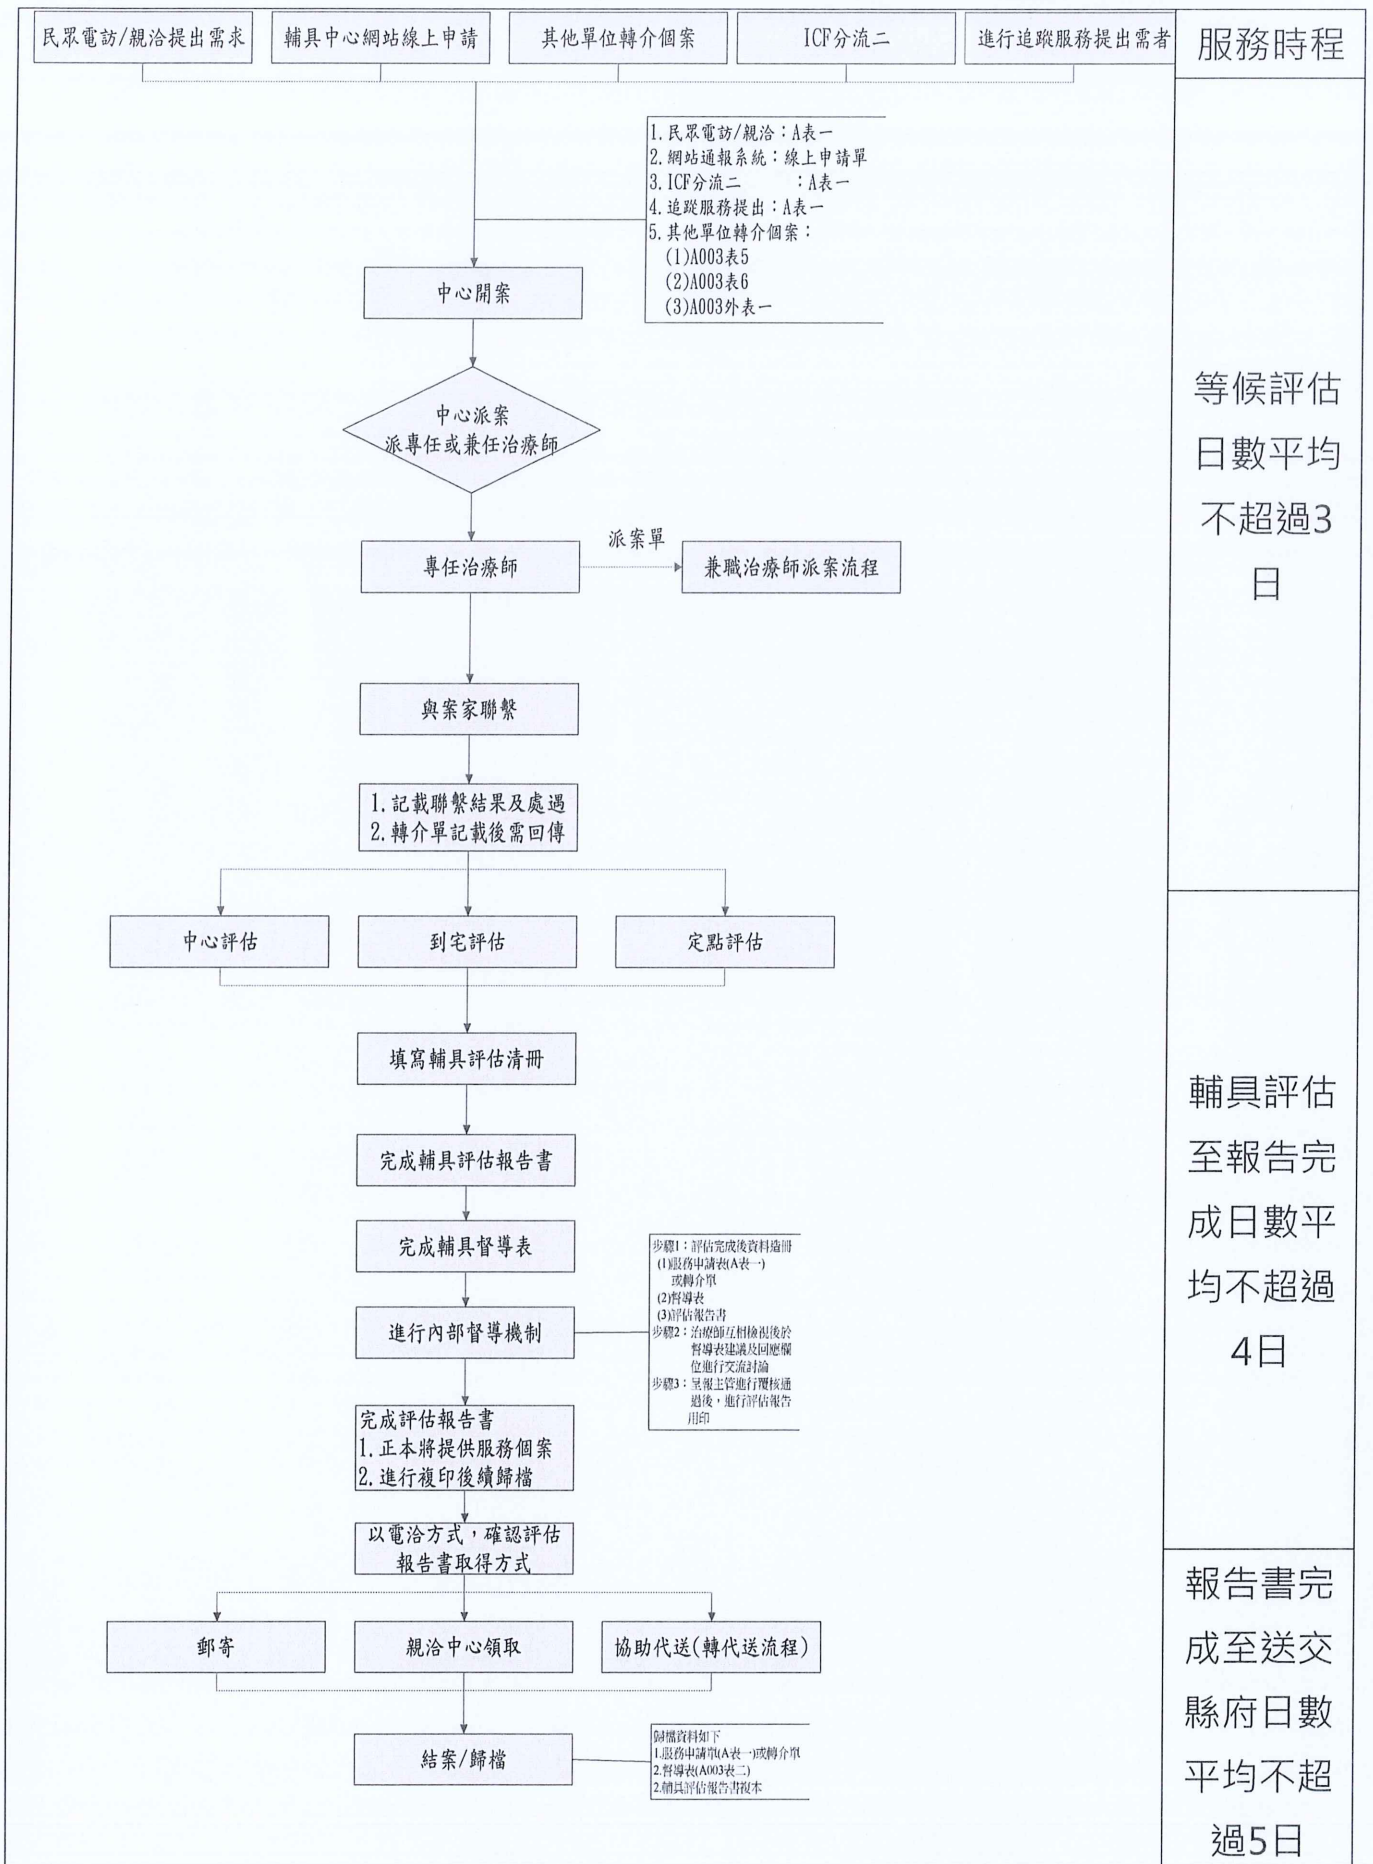 民眾電訪/親洽提出需求
輔具中心網站線上申請
其他單位轉介個案
ICF分流二
進行追蹤服務提出需者
服務時程
1.民眾電訪/親洽：A表一
2.網站通報系統：線上申請單
3.ICF分流二　　：A表一
4.追蹤服務提出：A表一
5.其他單位轉介個案：
(1)A003表5
(2)A003表6
(3)A003外表一
中心開案
中心派案
派專任或兼任治療師
專任治療師
派案單
兼職治療師派案流程
與案家聯繫
1.記載聯繫結果及處遇
2.轉介單記載後需回傳
等候評估
日數平均
不超過3
日
中心評估
到宅評估
定點評估
填寫輔具評估清冊
完成輔具評估報告書
完成輔具督導表
進行內部督導機制
步驟1：評估完成後資料造冊
(1)服務申請表(A表一)
或轉介單
(2)督導表
(3)評估報告書
步驟2：治療師互相檢視後於
督導表建議及回應欄
位進行交流討論
步驟3：呈報主管進行覆核通
過後，進行評估報告
用印
完成評估報告書
1.正本將提供服務個案
2.進行複印後續歸檔
以電洽方式，確認評估
報告書取得方式
輔具評估
至報告完
成日數平
均不超過
4日
郵寄
親洽中心領取
協助代送(轉代送流程)
結案/歸檔
歸檔資料如下
1.服務申請單(A表一)或轉介單
2.督導表(A003表二)
2.輔具評估報告書複本
報告書完
成至送交
縣府日數
平均不超
過5日